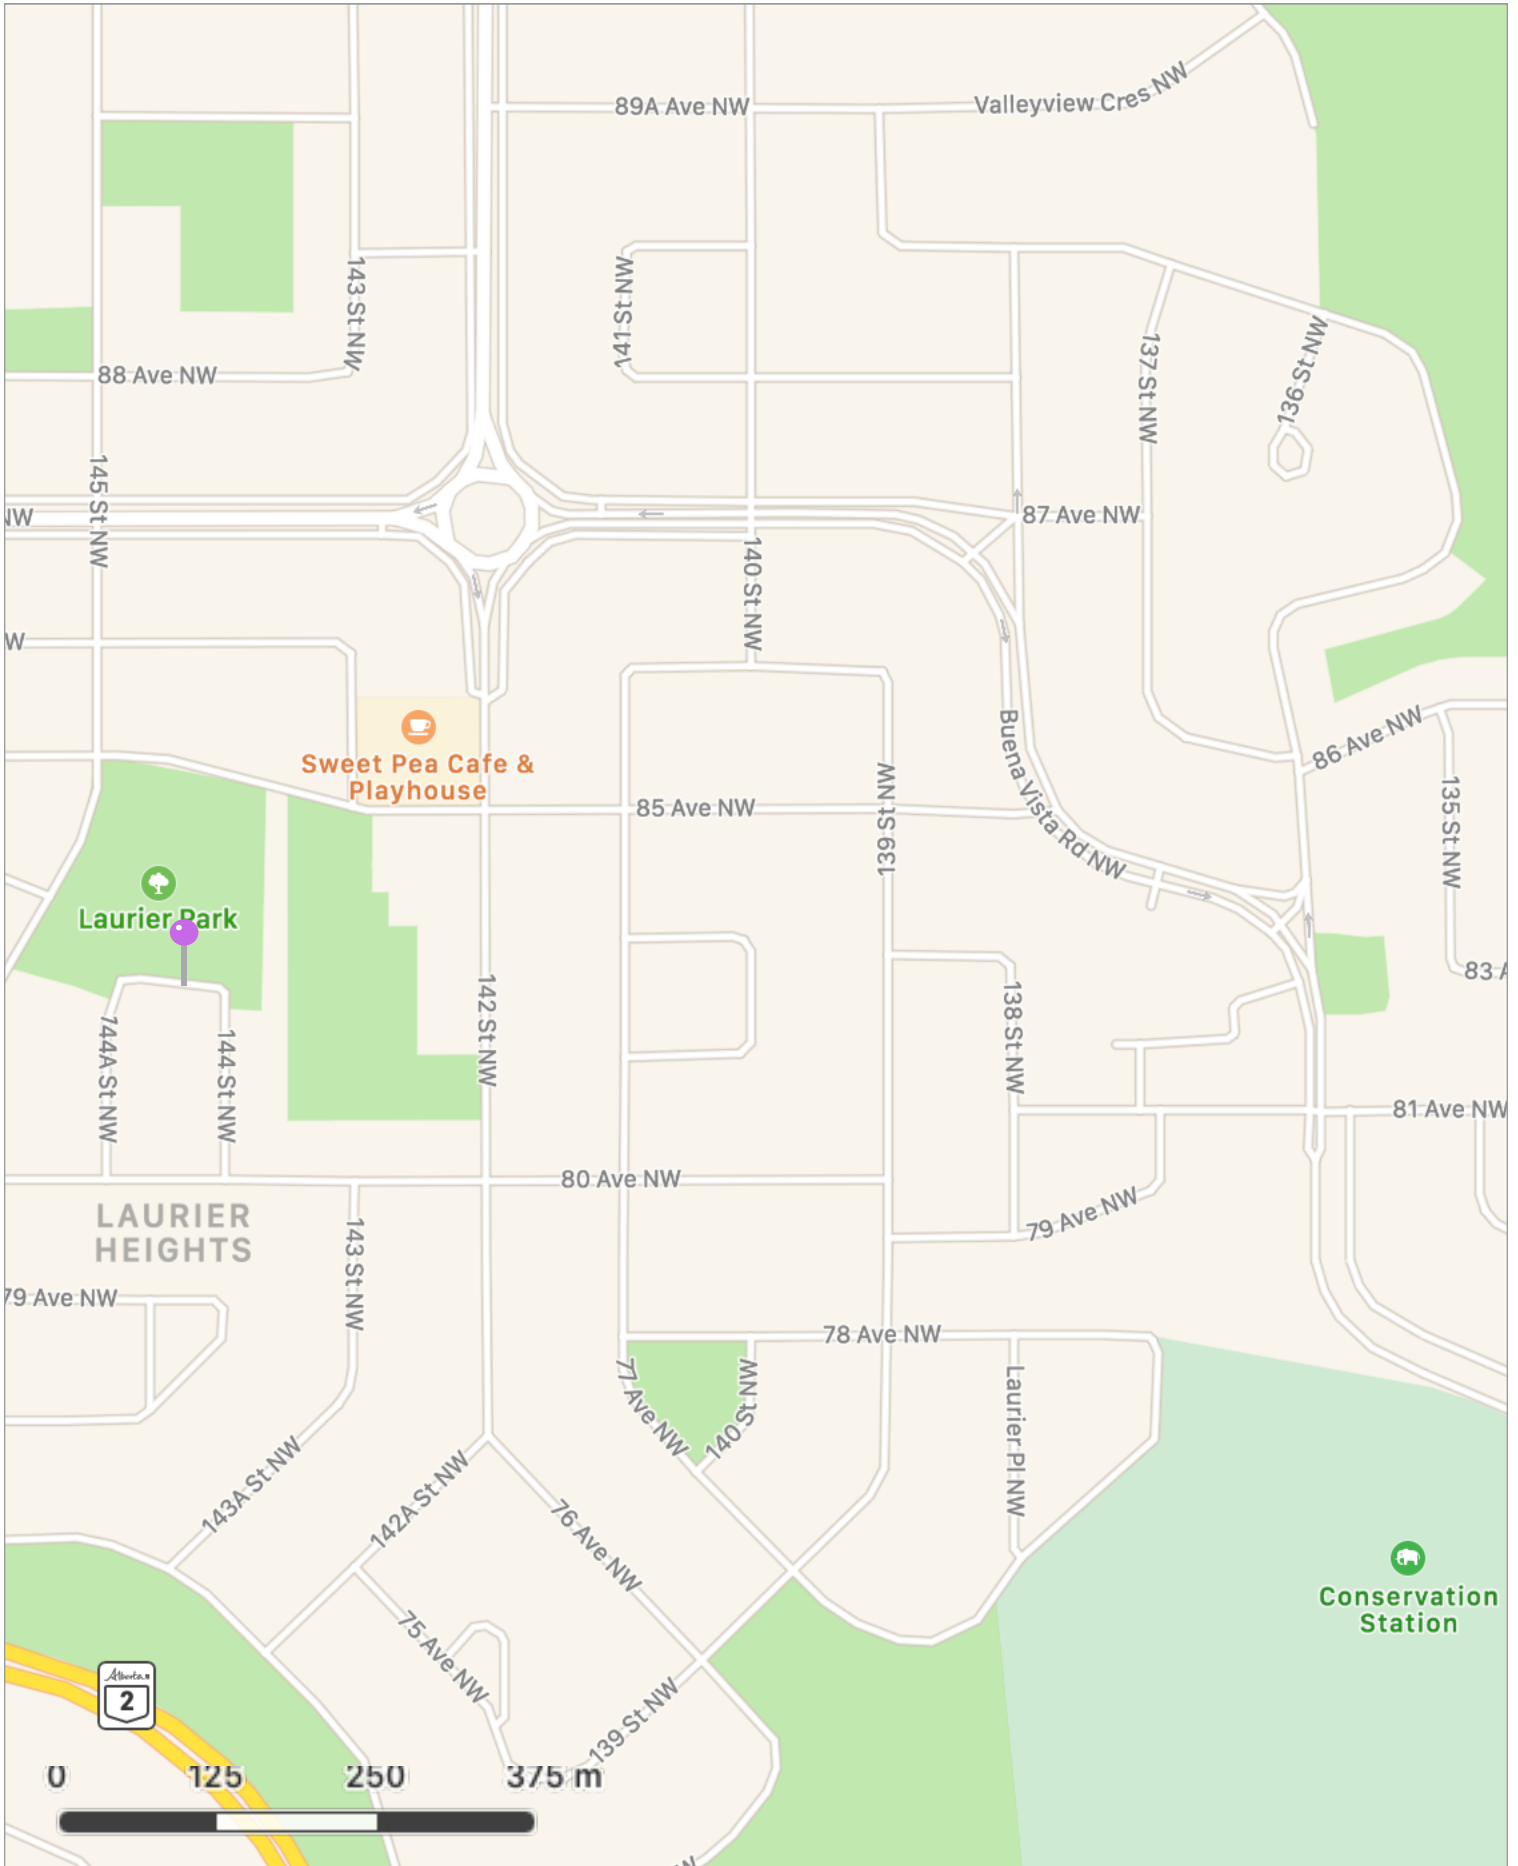 89A Ave NW
Valleyview Cres NW
143 St NW
141 St NW
137 St NW
136 St NW
88 Ave NW
145 St NW
NW
87 Ave NW
140 St NW
W
Sweet Pea Cafe &
Playhouse
Buena Vista Rd NW
86 Ave NW
85 Ave NW
139 St NW
135 St NW
Laurier Park
83 A
142 St NW
138 St NW
144A St NW
144 St NW
81 Ave NW
80 Ave NW
LAURIER
HEIGHTS
79 Ave NW
143 St NW
79 Ave NW
78 Ave NW
77 Ave NW
140 St NW
Laurier Pl NW
143A St NW
142A St NW
76 Ave NW
Conservation
Station
75 Ave NW
Alberta
2
139 St NW
0 125 250 375 m
W